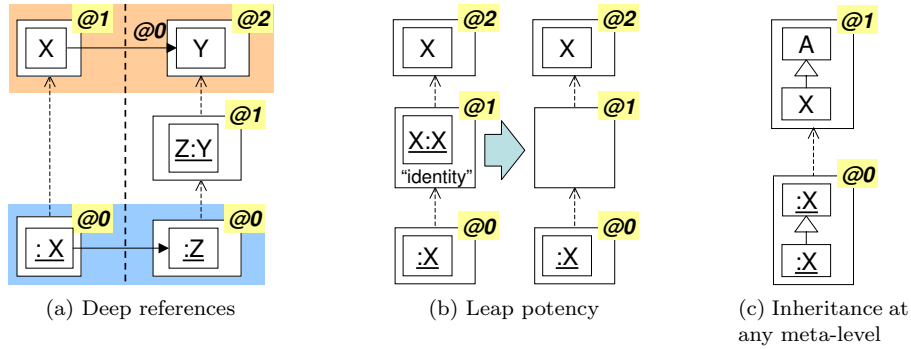 @1 @0 @2 @2 @2 @1
X Y X X A
@1 @1 @1 X
Z:Y X:X
"identity"
@0 @0 @0 @0 @0
:X
: X :Z :X :X :X
(a) Deep references (b) Leap potency (c) Inheritance at
any meta-level